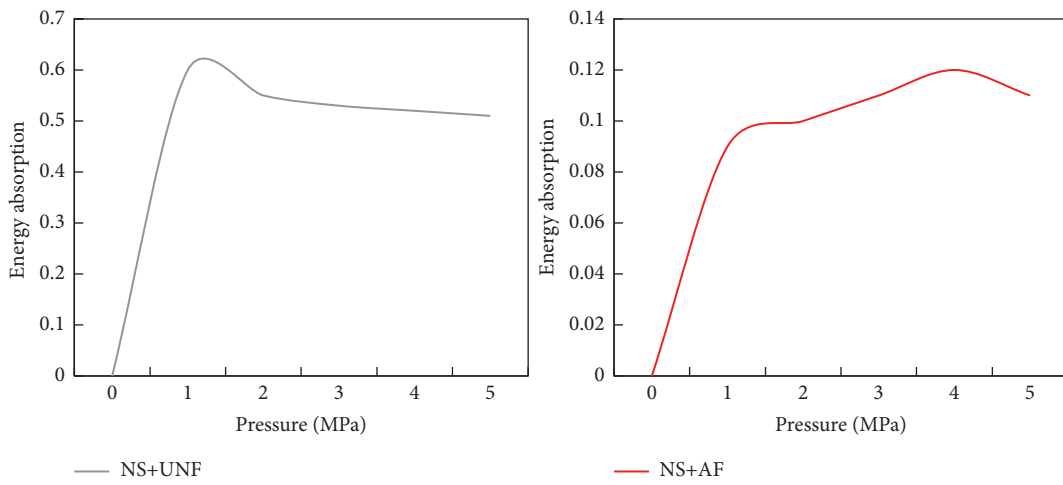 0.7
0.6
0.5
0.4
0.3
0.2
0.1
0
Energy absorption
0 1 2 3 4 5
Pressure (MPa)
NS+UNF
0.14
0.12
0.1
0.08
0.06
0.04
0.02
0
Energy absorption
0 1 2 3 4 5
Pressure (MPa)
NS+AF